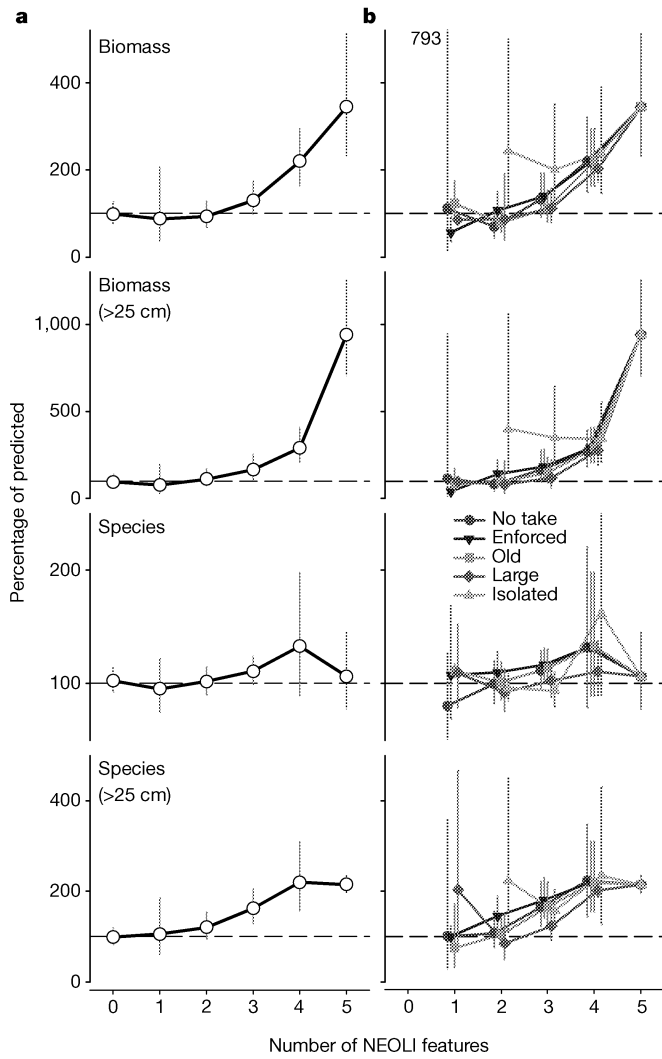 a
b
Biomass
793
400
200
0
Biomass
(>25 cm)
1,000
500
0
Percentage of predicted
Species
No take
Enforced
Old
Large
Isolated
200
100
Species
(>25 cm)
400
200
0
0 1 2 3 4 5 0 1 2 3 4 5
Number of NEOLI features